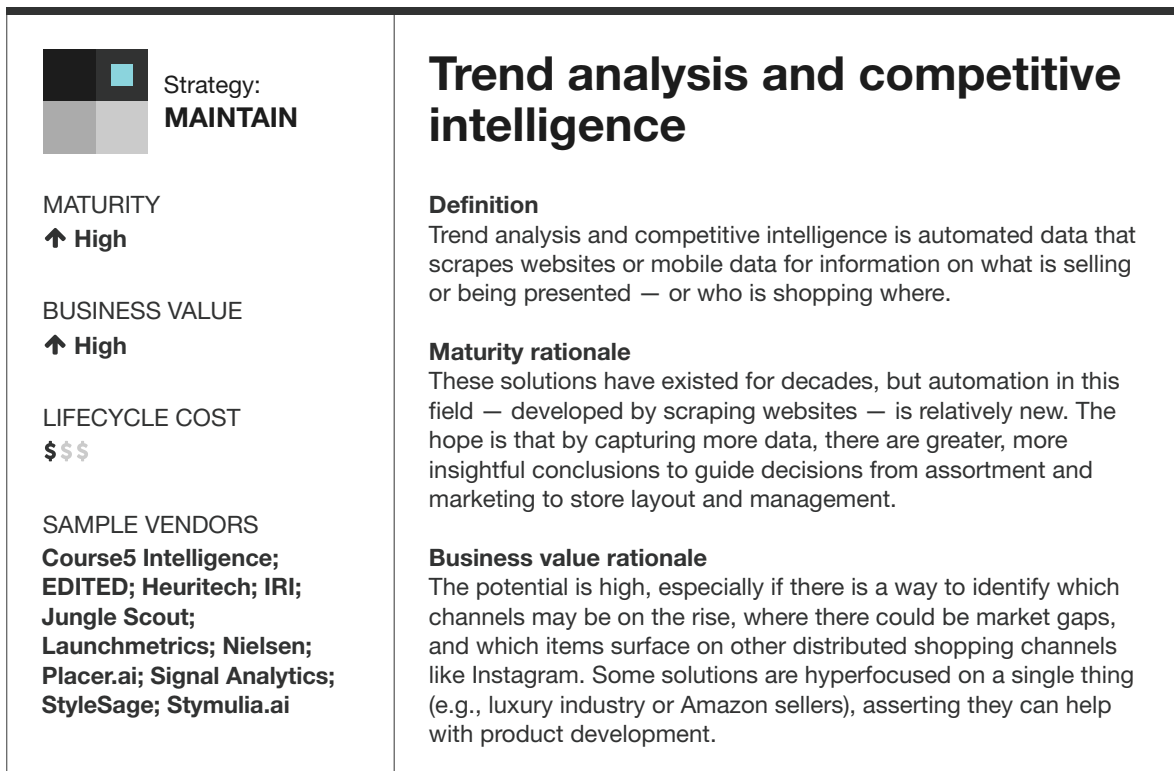 Strategy:
MAINTAIN
MATURITY
↑ High
BUSINESS VALUE
↑ High
LIFECYCLE COST
$$$
SAMPLE VENDORS
Course5 Intelligence;
EDITED; Heuritech; IRI;
Jungle Scout;
Launchmetrics; Nielsen;
Placer.ai; Signal Analytics;
StyleSage; Stymulia.ai
Trend analysis and competitive
intelligence
Definition
Trend analysis and competitive intelligence is automated data that
scrapes websites or mobile data for information on what is selling
or being presented — or who is shopping where.
Maturity rationale
These solutions have existed for decades, but automation in this
field — developed by scraping websites — is relatively new. The
hope is that by capturing more data, there are greater, more
insightful conclusions to guide decisions from assortment and
marketing to store layout and management.
Business value rationale
The potential is high, especially if there is a way to identify which
channels may be on the rise, where there could be market gaps,
and which items surface on other distributed shopping channels
like Instagram. Some solutions are hyperfocused on a single thing
(e.g., luxury industry or Amazon sellers), asserting they can help
with product development.